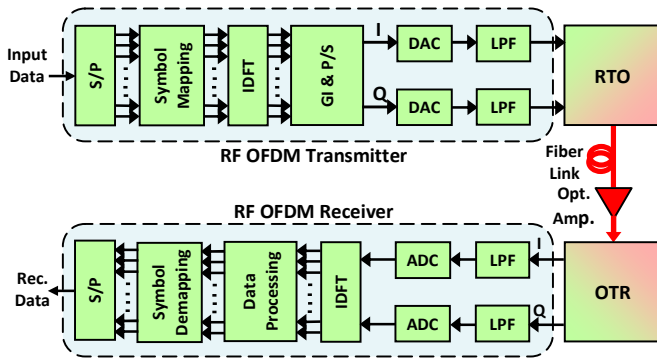 Input
Data
S/P
Symbol
Mapping
IDFT
GI & P/S
I
Q
DAC
LPF
DAC
LPF
RTO
RF OFDM Transmitter
Fiber
Link
Opt.
Amp.
RF OFDM Receiver
Rec.
Data
S/P
Symbol
Demapping
Data
Processing
IDFT
ADC
LPF
I
ADC
LPF
Q
OTR